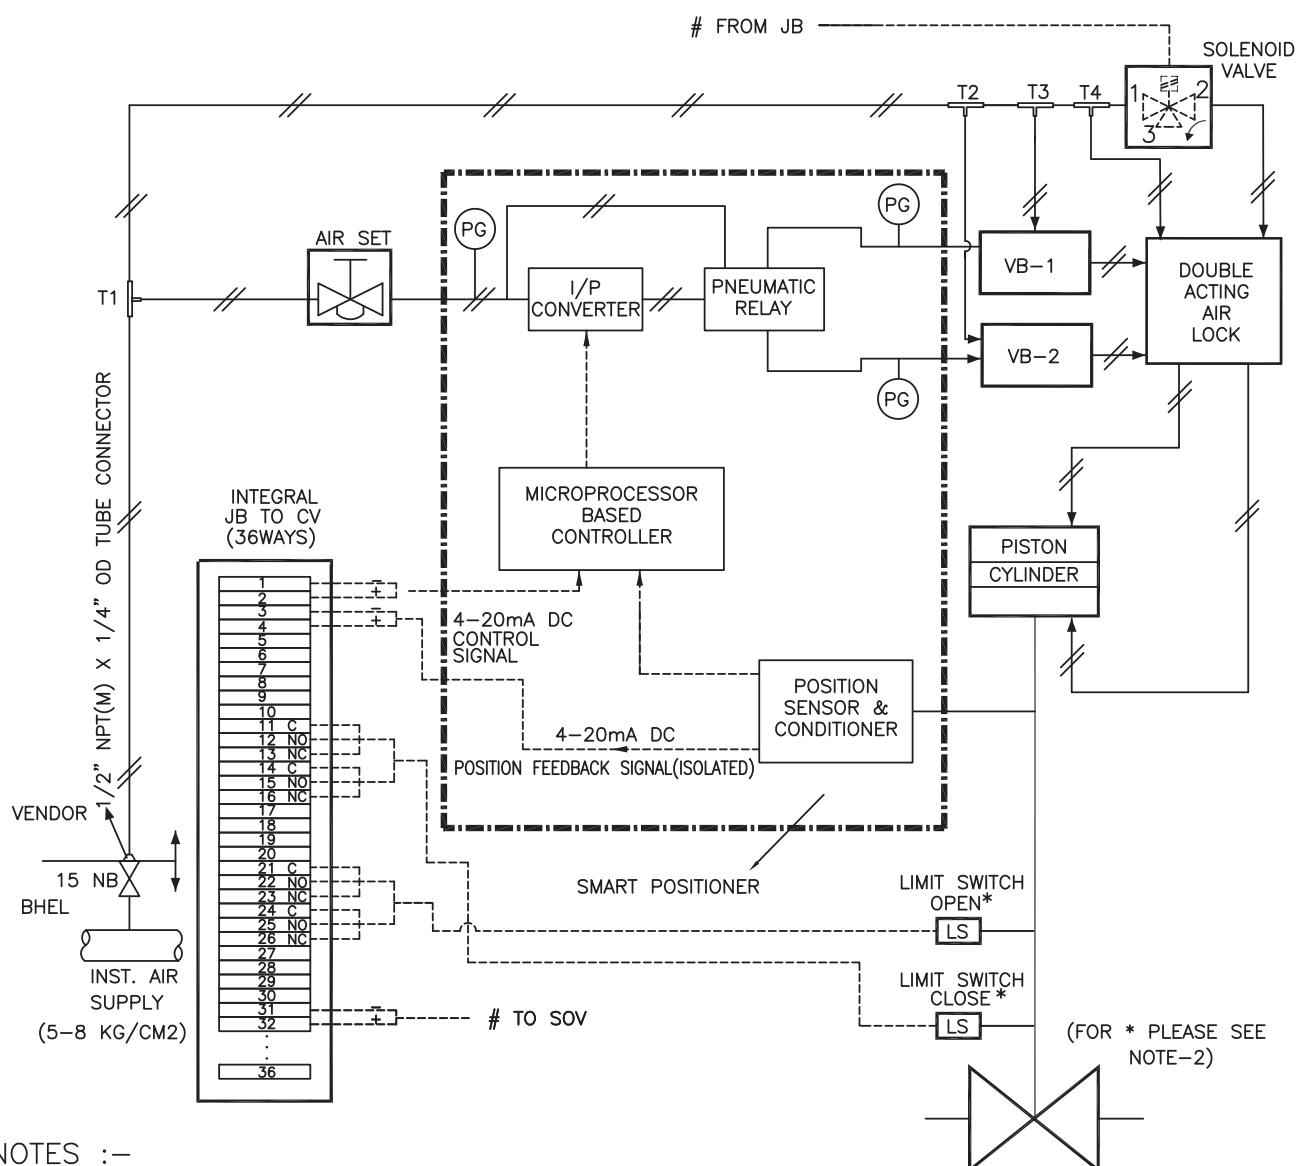 # FROM JB
SOLENOID
VALVE
T2
T3
T4
1
2
3
PG
PG
AIR SET
T1
I/P
CONVERTER
PNEUMATIC
RELAY
VB-1
VB-2
DOUBLE
ACTING
AIR
LOCK
PG
1/2" NPT(M) X 1/4" OD TUBE CONNECTOR
MICROPROCESSOR
BASED
CONTROLLER
INTEGRAL
JB TO CV
(36WAYS)
PISTON
CYLINDER
1 -
2 +
3 -
4 +
5
6
7
8
9
10
11 C
12 NO
13 NC
14 C
15 NO
16 NC
17
18
19
20
21 C
22 NO
23 NC
24 C
25 NO
26 NC
27
28
29
30
31 -
32 +
36
4-20mA DC
CONTROL
SIGNAL
POSITION
SENSOR &
CONDITIONER
4-20mA DC
POSITION FEEDBACK SIGNAL(ISOLATED)
VENDOR
15 NB
BHEL
INST. AIR
SUPPLY
(5-8 KG/CM2)
SMART POSITIONER
LIMIT SWITCH
OPEN*
LS
LIMIT SWITCH
CLOSE*
LS
# TO SOV
(FOR * PLEASE SEE
NOTE-2)
NOTES :-